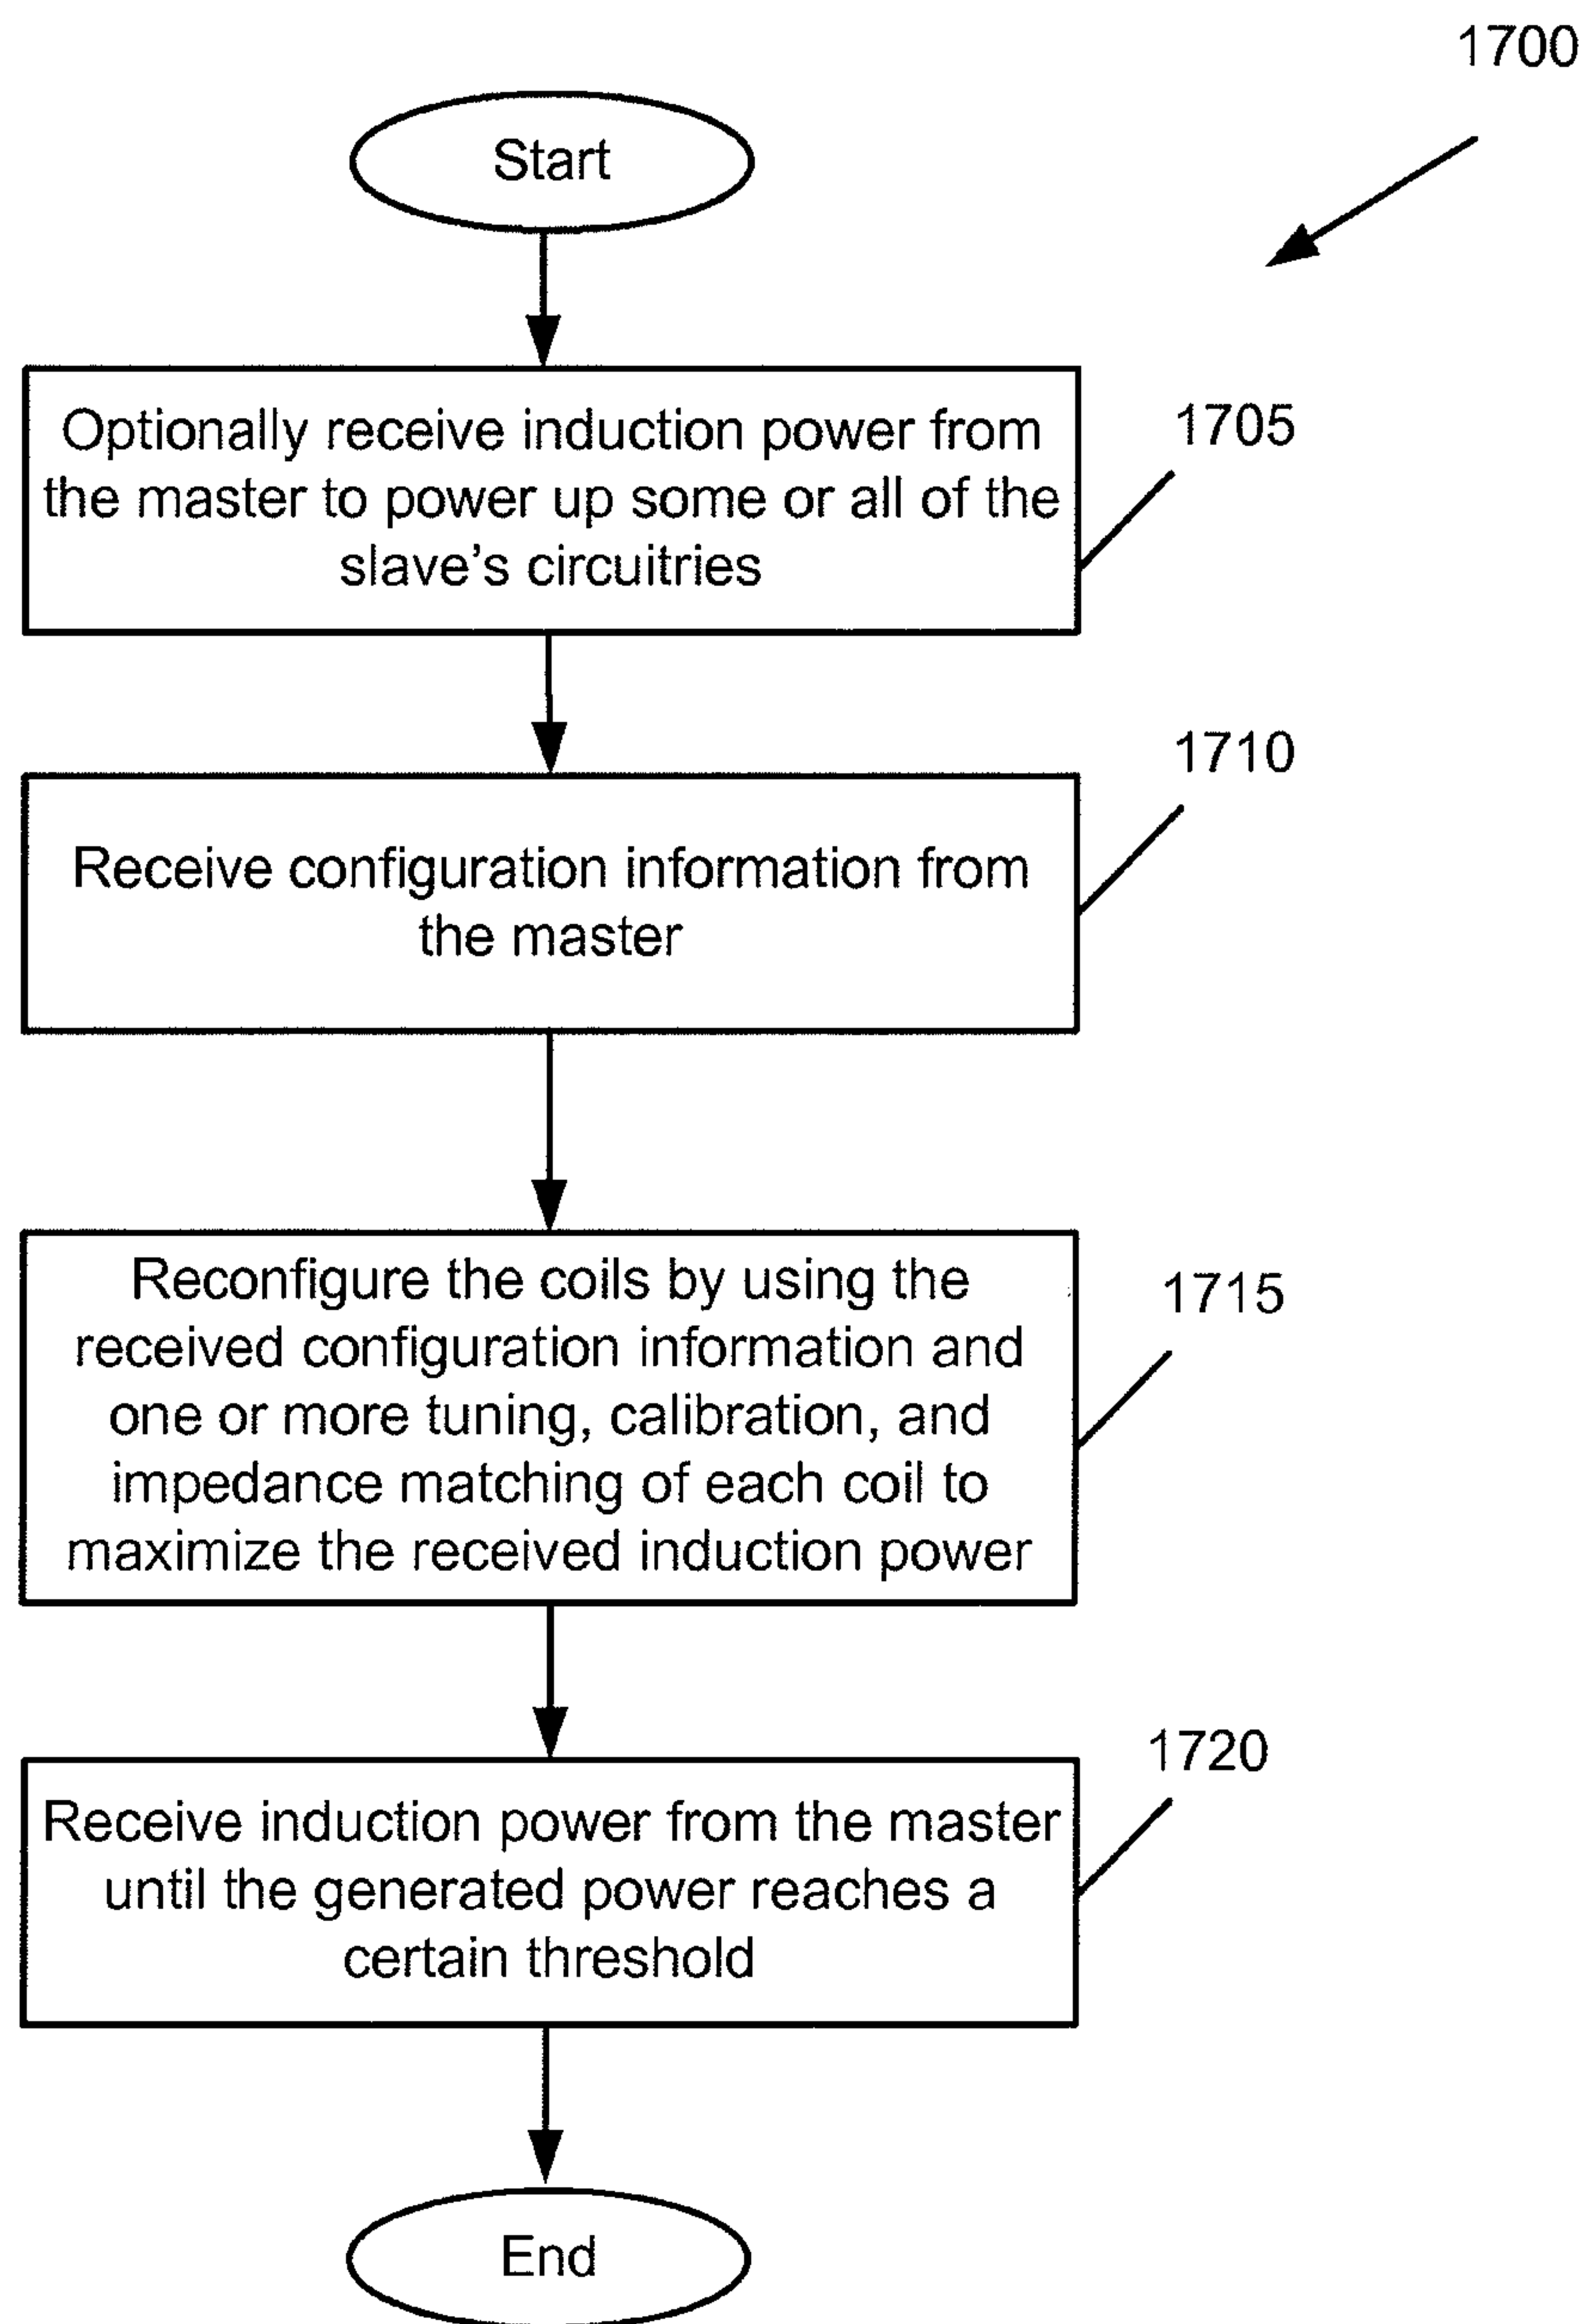 1700
Start
Optionally receive induction power from
the master to power up some or all of the
slave's circuitries
1705
Receive configuration information from
the master
1710
Reconfigure the coils by using the
received configuration information and
one or more tuning, calibration, and
impedance matching of each coil to
maximize the received induction power
1715
Receive induction power from the master
until the generated power reaches a
certain threshold
1720
End